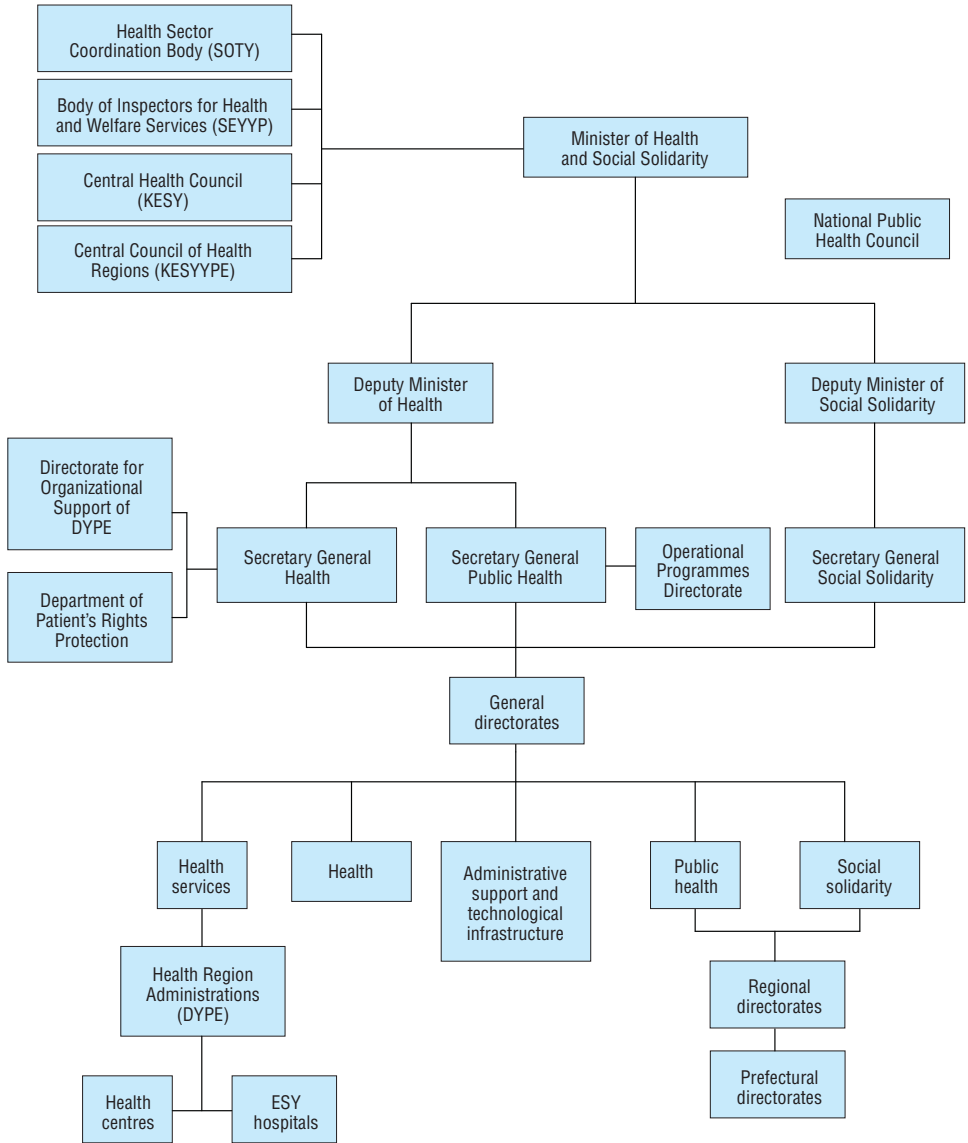 Health Sector
Coordination Body (SOTY)
Body of Inspectors for Health
and Welfare Services (SEYYP)
Central Health Council
(KESY)
Central Council of Health
Regions (KESYYPE)
Minister of Health
and Social Solidarity
National Public
Health Council
Deputy Minister
of Health
Deputy Minister of
Social Solidarity
Directorate for
Organizational
Support of
DYPE
Department of
Patient’s Rights
Protection
Secretary General
Health
Secretary General
Public Health
Operational
Programmes
Directorate
Secretary General
Social Solidarity
General
directorates
Health
services
Health
Administrative
support and
technological
infrastructure
Public
health
Social
solidarity
Health Region
Administrations
(DYPE)
Regional
directorates
Prefectural
directorates
Health
centres
ESY
hospitals